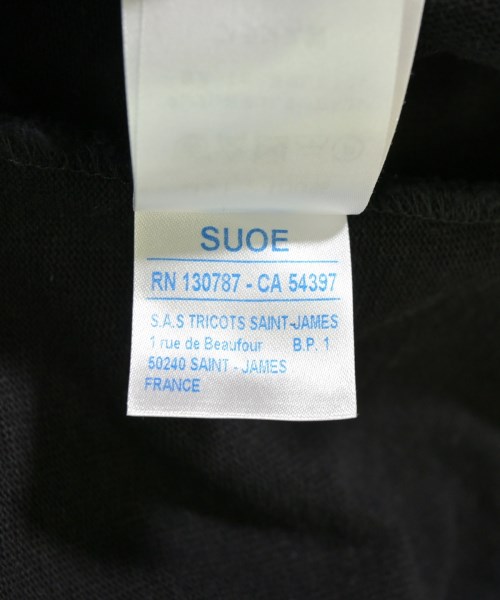 SUOE
RN 130787 - CA 54397
S.A.S TRICOTS SAINT-JAMES
1 rue de Beaufour B.P. 1
50240 SAINT - JAMES
FRANCE